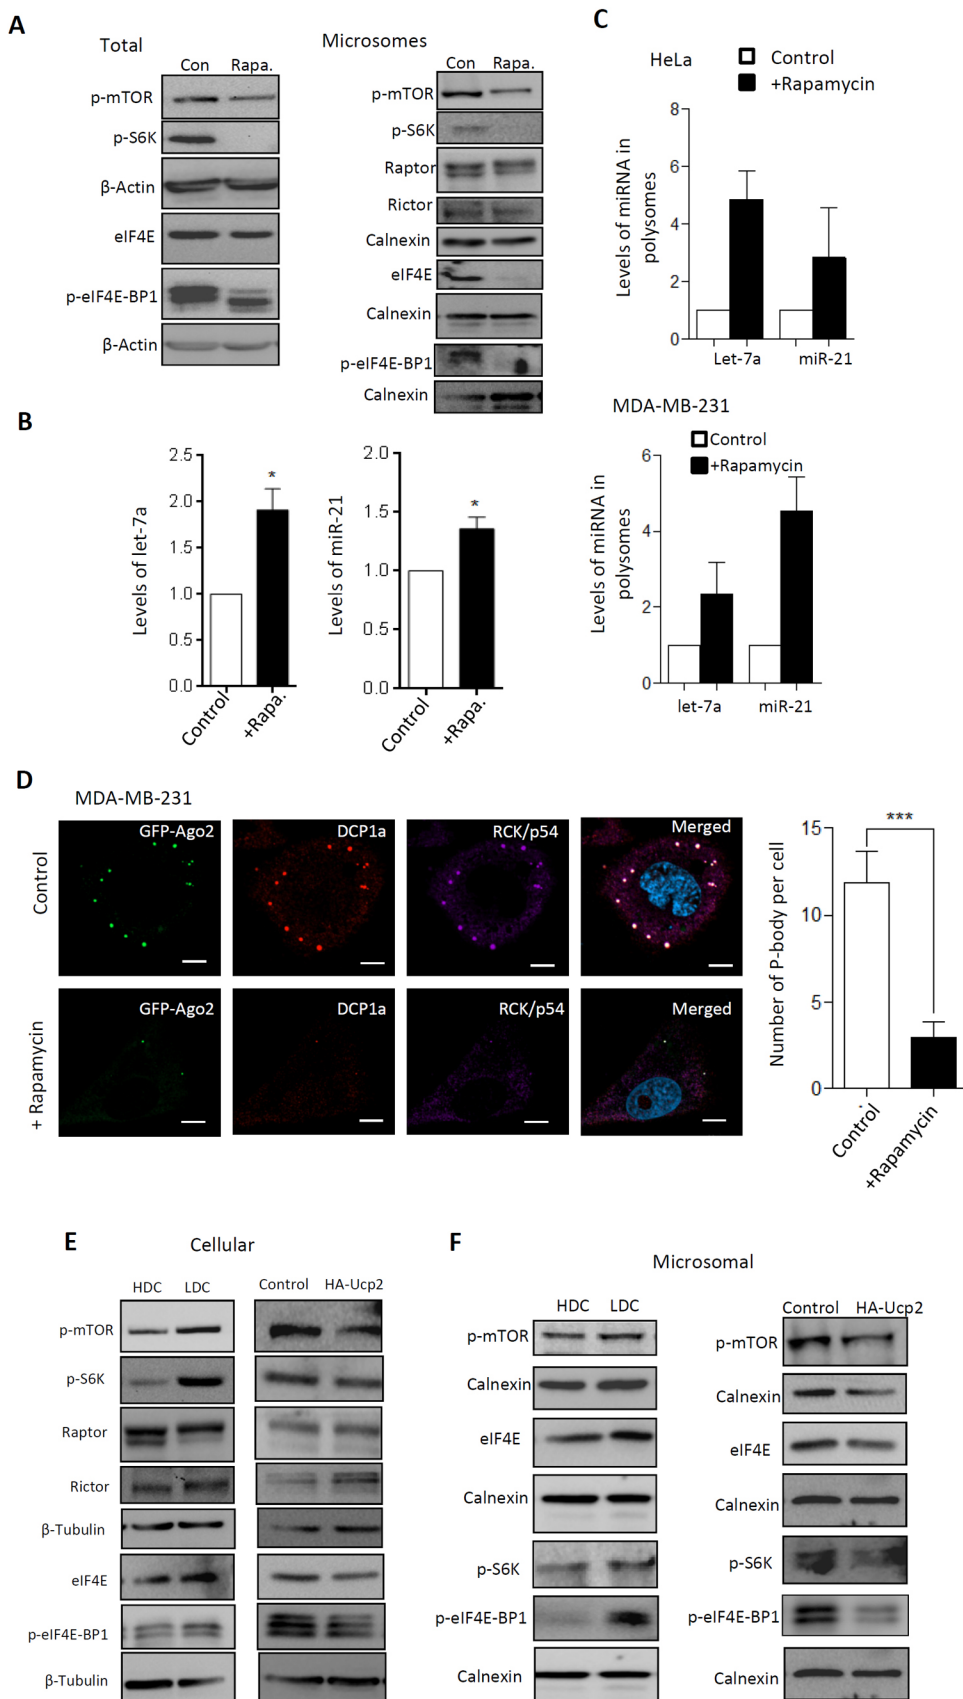 A
Total
Con Rapa.
p-mTOR
p-S6K
β-Actin
eIF4E
p-eIF4E-BP1
β-Actin
Microsomes
Con Rapa.
p-mTOR
p-S6K
Raptor
Rictor
Calnexin
eIF4E
Calnexin
p-eIF4E-BP1
Calnexin
B
Levels of let-7a
2.5
2.0
1.5
1.0
0.5
0.0
Control
+Rapa.
*
Levels of miR-21
2.0
1.5
1.0
0.5
0.0
Control
+Rapa.
*
C
HeLa
Control
+Rapamycin
Levels of miRNA in
polysomes
8
6
4
2
0
Let-7a miR-21
MDA-MB-231
Control
+Rapamycin
Levels of miRNA in
polysomes
6
4
2
0
let-7a miR-21
D
MDA-MB-231
Control
GFP-Ago2 DCP1a RCK/p54 Merged
+ Rapamycin
GFP-Ago2 DCP1a RCK/p54 Merged
Number of P-body per cell
15
10
5
0
***
Control
+Rapamycin
E
Cellular
HDC LDC
Control HA-Ucp2
p-mTOR
p-S6K
Raptor
Rictor
β-Tubulin
eIF4E
p-eIF4E-BP1
β-Tubulin
F
Microsomal
HDC LDC
p-mTOR
Calnexin
eIF4E
Calnexin
p-S6K
p-eIF4E-BP1
Calnexin
Control HA-Ucp2
p-mTOR
Calnexin
eIF4E
Calnexin
p-S6K
p-eIF4E-BP1
Calnexin